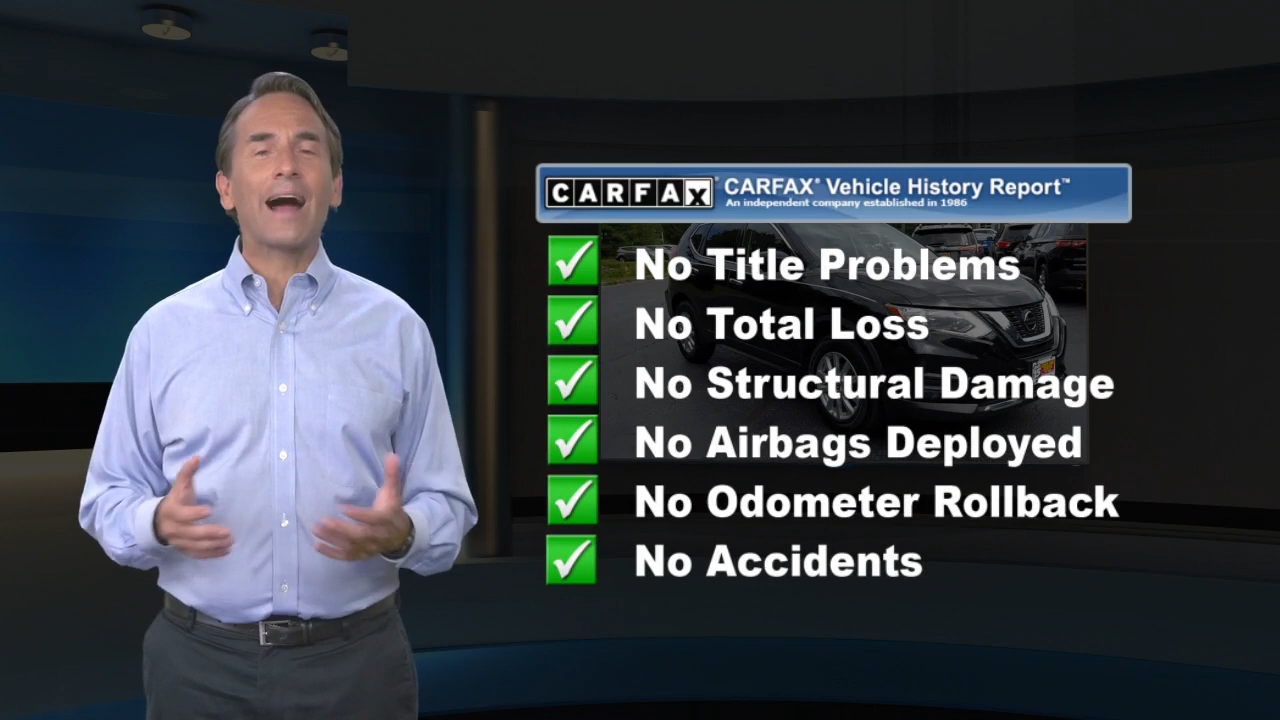 CARFAX® CARFAX® Vehicle History Report™
An independent company established in 1986
No Title Problems
No Total Loss
No Structural Damage
No Airbags Deployed
No Odometer Rollback
No Accidents